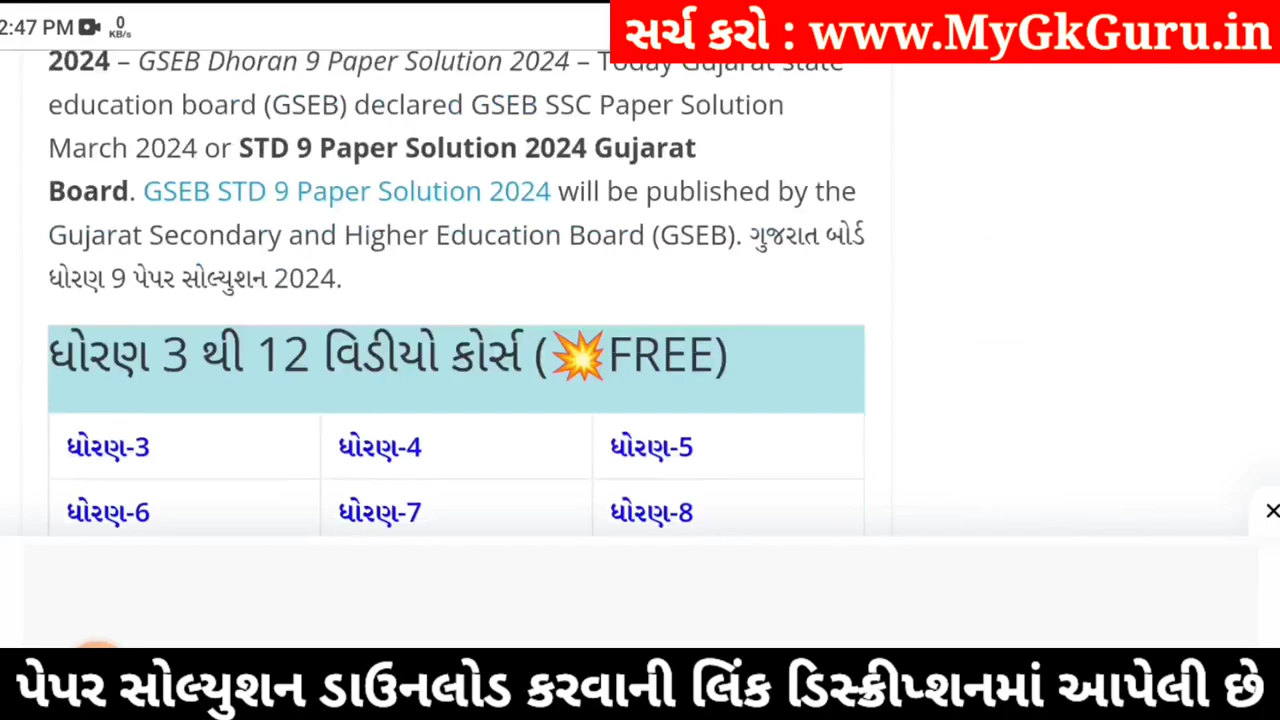 2:47 PM 0 KB/s
સર્ચ કરો : www.MyGkGuru.in
2024 – GSEB Dhoran 9 Paper Solution 2024 – Today Gujarat state
education board (GSEB) declared GSEB SSC Paper Solution
March 2024 or STD 9 Paper Solution 2024 Gujarat
Board. GSEB STD 9 Paper Solution 2024 will be published by the
Gujarat Secondary and Higher Education Board (GSEB). ગુજરાત બોર્ડ
ધોરણ 9 પેપર સોલ્યુશન 2024.
ધોરણ 3 થી 12 વિડીયો કોર્સ (💥FREE)
ધોરણ-3 ધોરણ-4 ધોરણ-5
ધોરણ-6 ધોરણ-7 ધોરણ-8
પેપર સોલ્યુશન ડાઉનલોડ કરવાની લિંક ડિસ્ક્રીપ્શનમાં આપેલી છે